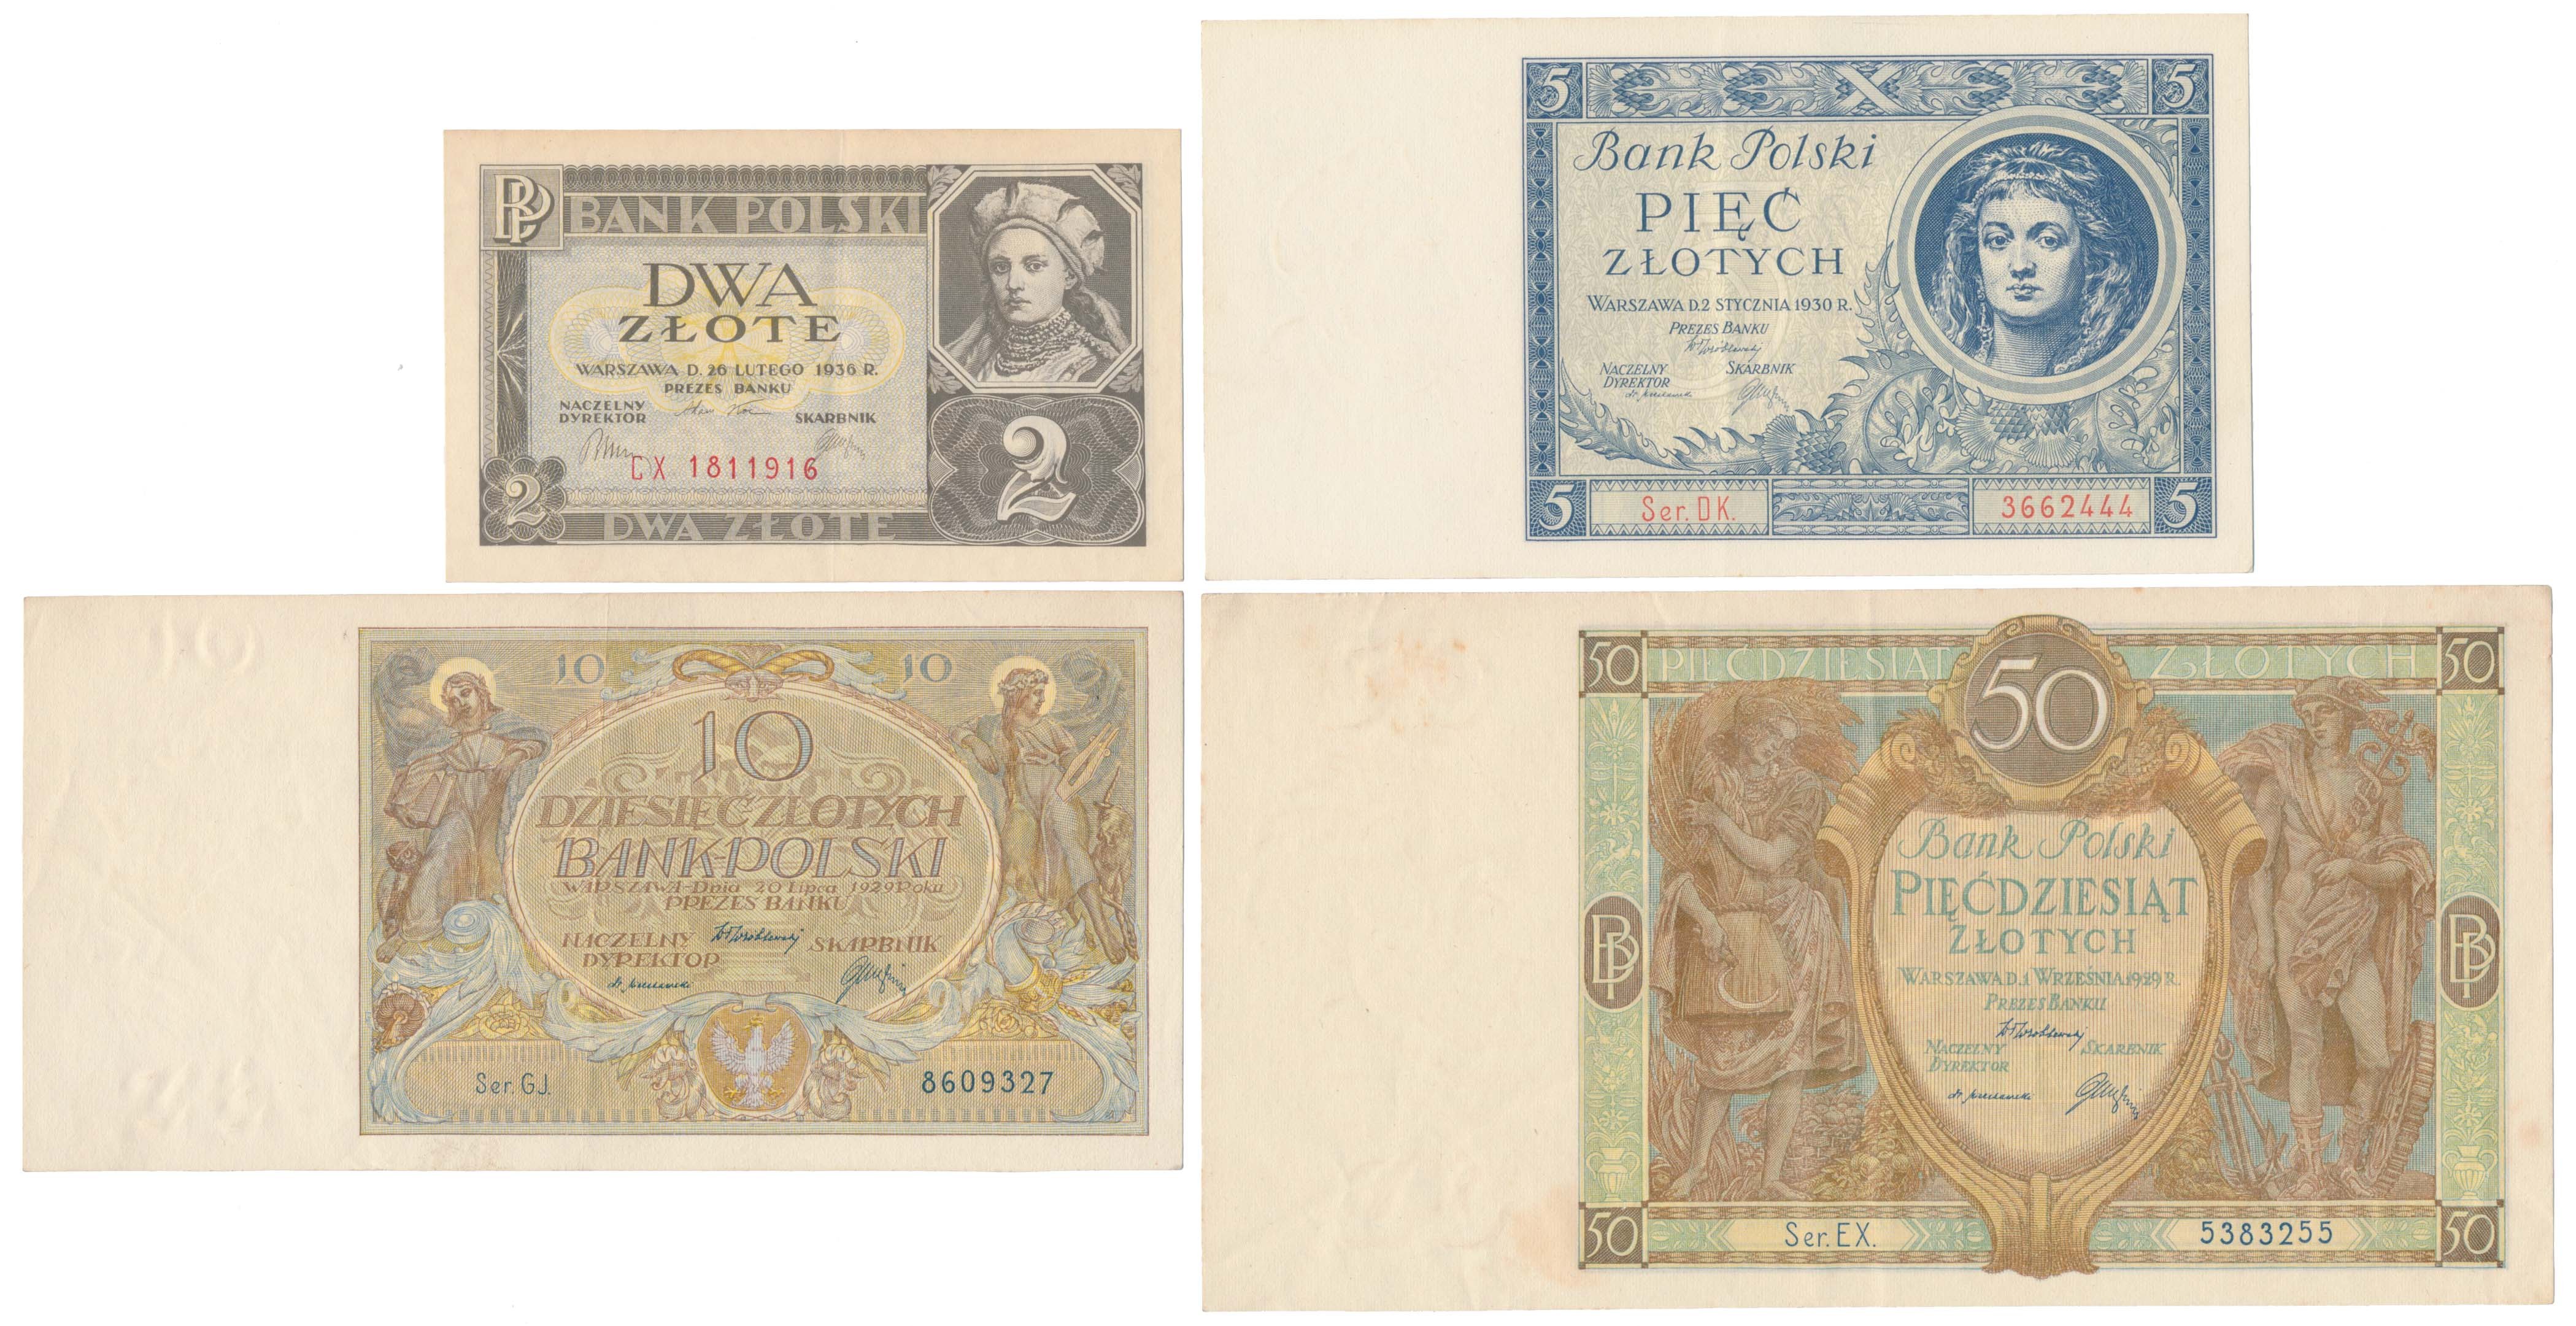 BP BANK POLSKI
DWA
ZŁOTE
WARSZAWA D. 26 LUTEGO 1936 R.
PREZES BANKU
NACZELNY
DYREKTOR
SKARBNIK
CX 1811916
2
2
DWA ZŁOTE
5
5
Bank Polski
PIĘĆ
ZŁOTYCH
WARSZAWA D.2 STYCZNIA 1930 R.
PREZES BANKU
NACZELNY
DYREKTOR
SKARBNIK
5
Ser. DK.
3662444
5
10
10
10
10
DZIESIĘĆ ZŁOTYCH
BANK-POLSKI
WARSZAWA-Dnia 20 Lipca 1929 Roku
PREZES BANKU
NACZELNY
DYREKTOR
SKARBNIK
Ser. GJ.
8609327
50
PIĘĆDZIESIĄT
50
ZŁOTYCH
50
Bank Polski
PIĘĆDZIESIĄT
ZŁOTYCH
WARSZAWA D.1 WRZEŚNIA 1929 R.
PREZES BANKU
NACZELNY
DYREKTOR
SKARBNIK
BP
BP
50
Ser. EX.
5383255
50